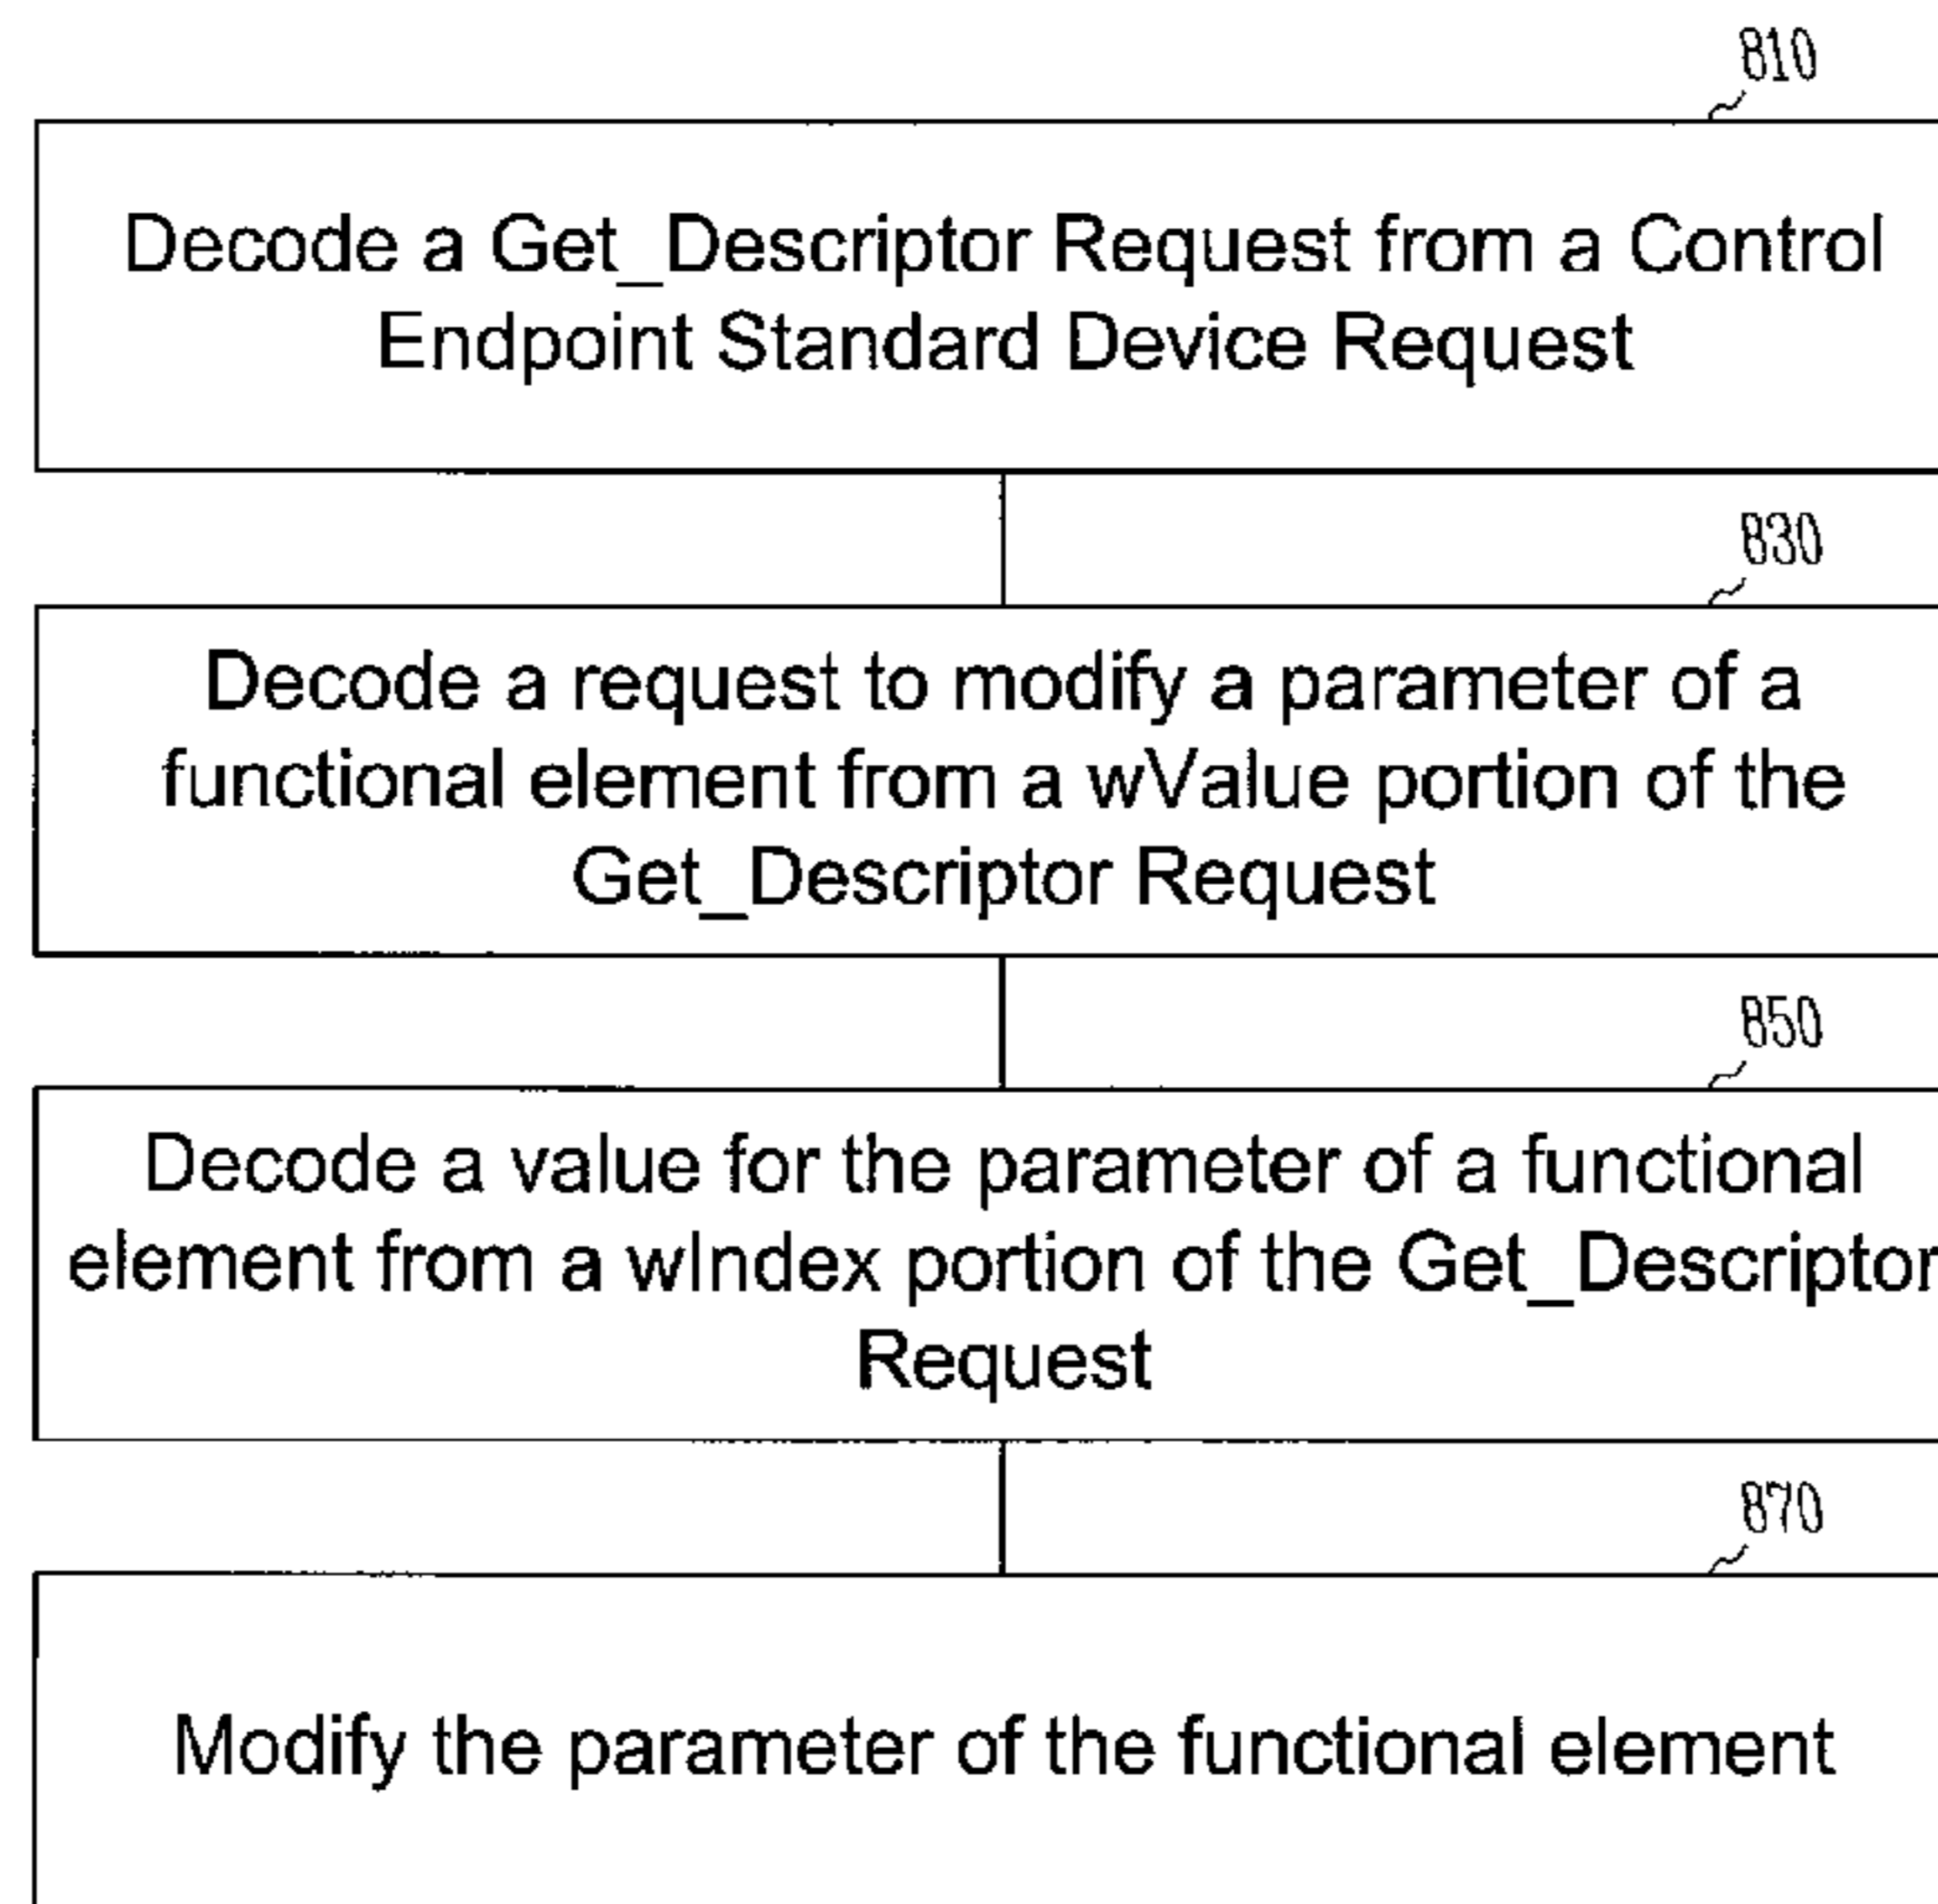 810
Decode a Get_Descriptor Request from a Control
Endpoint Standard Device Request
830
Decode a request to modify a parameter of a
functional element from a wValue portion of the
Get_Descriptor Request
850
Decode a value for the parameter of a functional
element from a wIndex portion of the Get_Descriptor
Request
870
Modify the parameter of the functional element